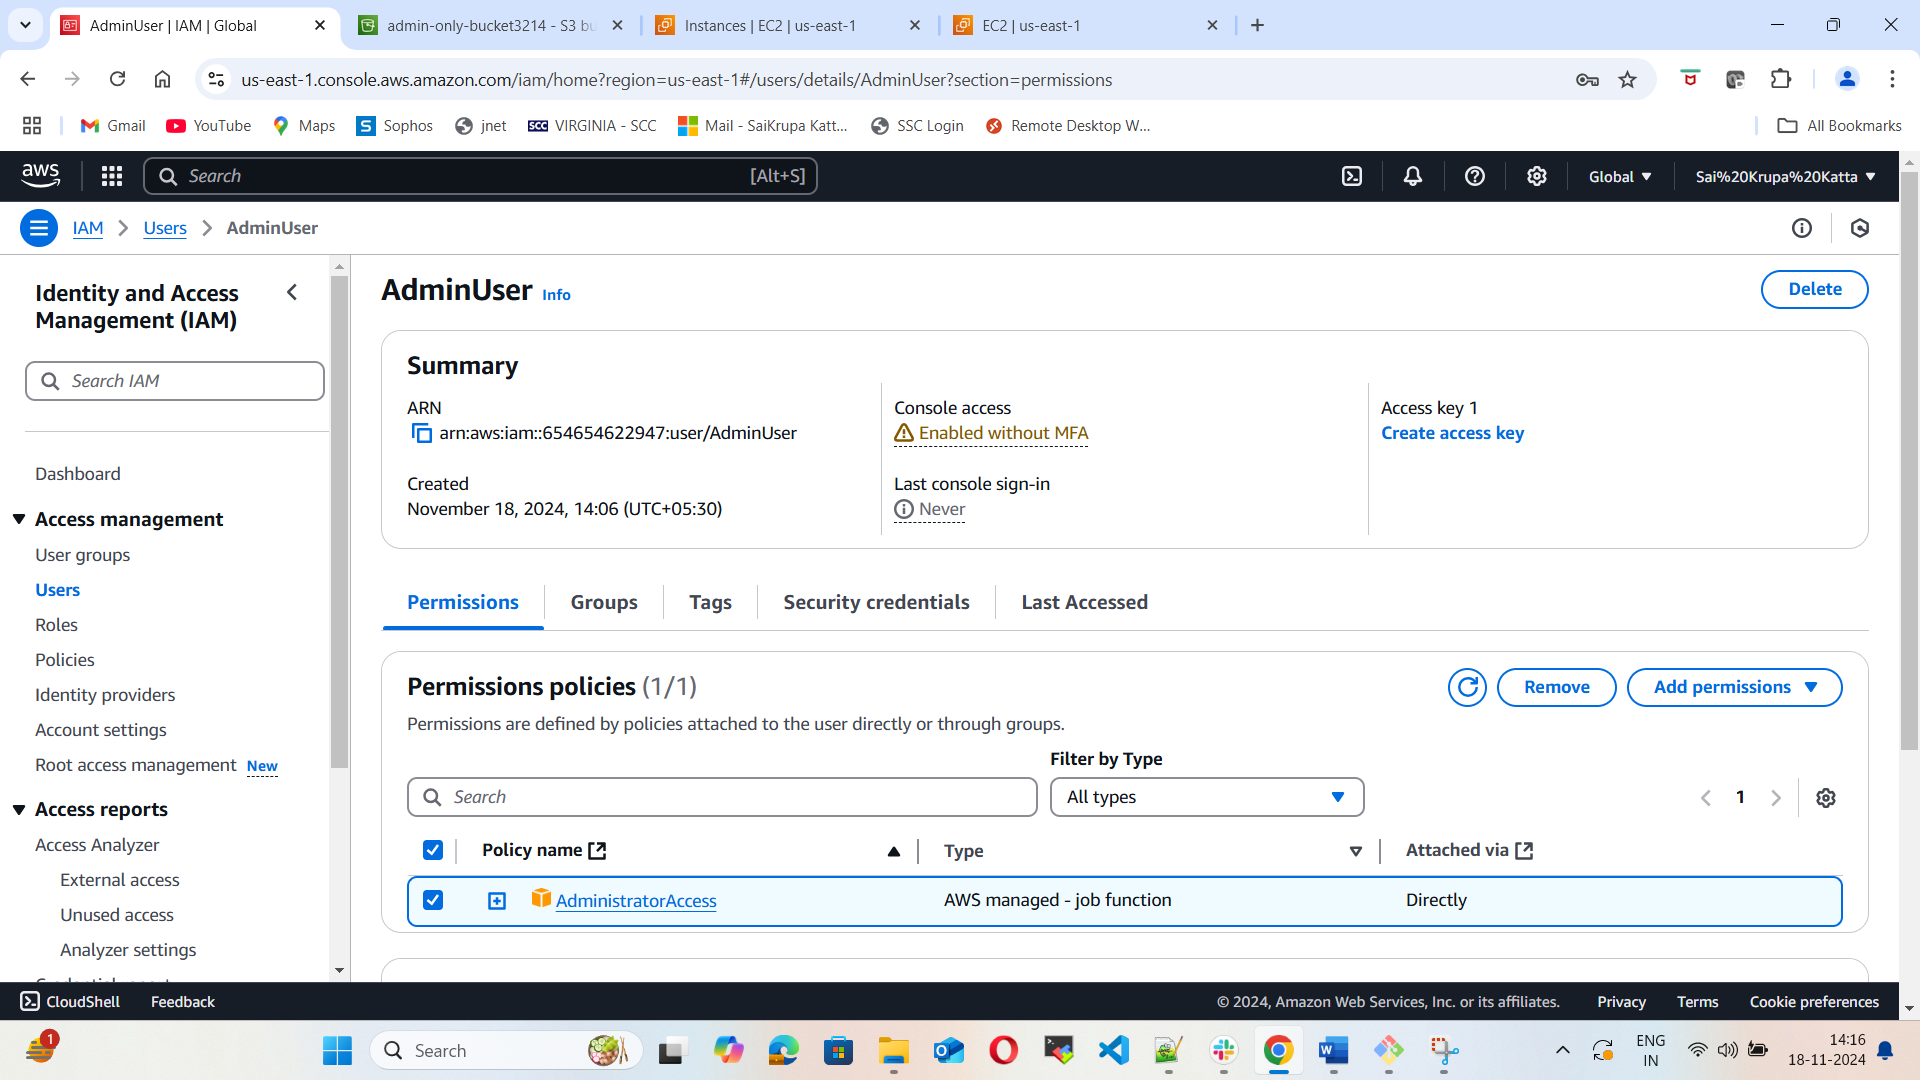 AdminUser | IAM | Global
admin-only-bucket3214 - S3 bu
Instances | EC2 | us-east-1
EC2 | us-east-1
us-east-1.console.aws.amazon.com/iam/home?region=us-east-1#/users/details/AdminUser?section=permissions
Gmail
YouTube
Maps
S
Sophos
jnet
SCC
VIRGINIA - SCC
Mail - SaiKrupa Katt...
SSC Login
Remote Desktop W...
All Bookmarks
aws
Search
[Alt+S]
Global
Sai%20Krupa%20Katta
IAM
Users
AdminUser
Identity and Access
Management (IAM)
Search IAM
Dashboard
Access management
User groups
Users
Roles
Policies
Identity providers
Account settings
Root access management New
Access reports
Access Analyzer
External access
Unused access
Analyzer settings
AdminUser Info
Delete
Summary
ARN
arn:aws:iam::654654622947:user/AdminUser
Created
November 18, 2024, 14:06 (UTC+05:30)
Console access
Enabled without MFA
Last console sign-in
Never
Access key 1
Create access key
Permissions
Groups
Tags
Security credentials
Last Accessed
Permissions policies (1/1)
Remove
Add permissions
Permissions are defined by policies attached to the user directly or through groups.
Filter by Type
Search
All types
1
Policy name
Type
Attached via
AdministratorAccess
AWS managed - job function
Directly
CloudShell
Feedback
© 2024, Amazon Web Services, Inc. or its affiliates.
Privacy
Terms
Cookie preferences
1
Search
W
ENG
IN
14:16
18-11-2024